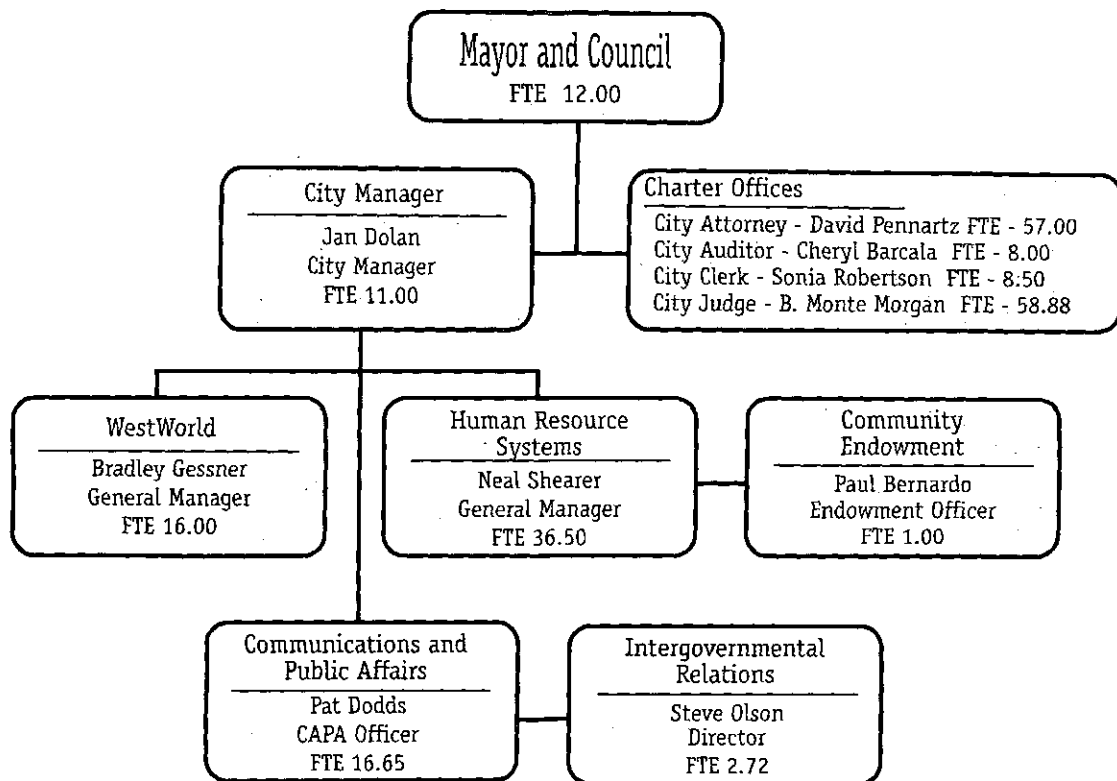 Mayor and Council
FTE 12.00
City Manager
Jan Dolan
City Manager
FTE 11.00
Charter Offices
City Attorney - David Pennartz FTE - 57.00
City Auditor - Cheryl Barcala FTE - 8.00
City Clerk - Sonia Robertson FTE - 8:50
City Judge - B. Monte Morgan FTE - 58.88
WestWorld
Bradley Gessner
General Manager
FTE 16.00
Human Resource
Systems
Neal Shearer
General Manager
FTE 36.50
Community
Endowment
Paul Bernardo
Endowment Officer
FTE 1.00
Communications and
Public Affairs
Pat Dodds
CAPA Officer
FTE 16.65
Intergovernmental
Relations
Steve Olson
Director
FTE 2.72